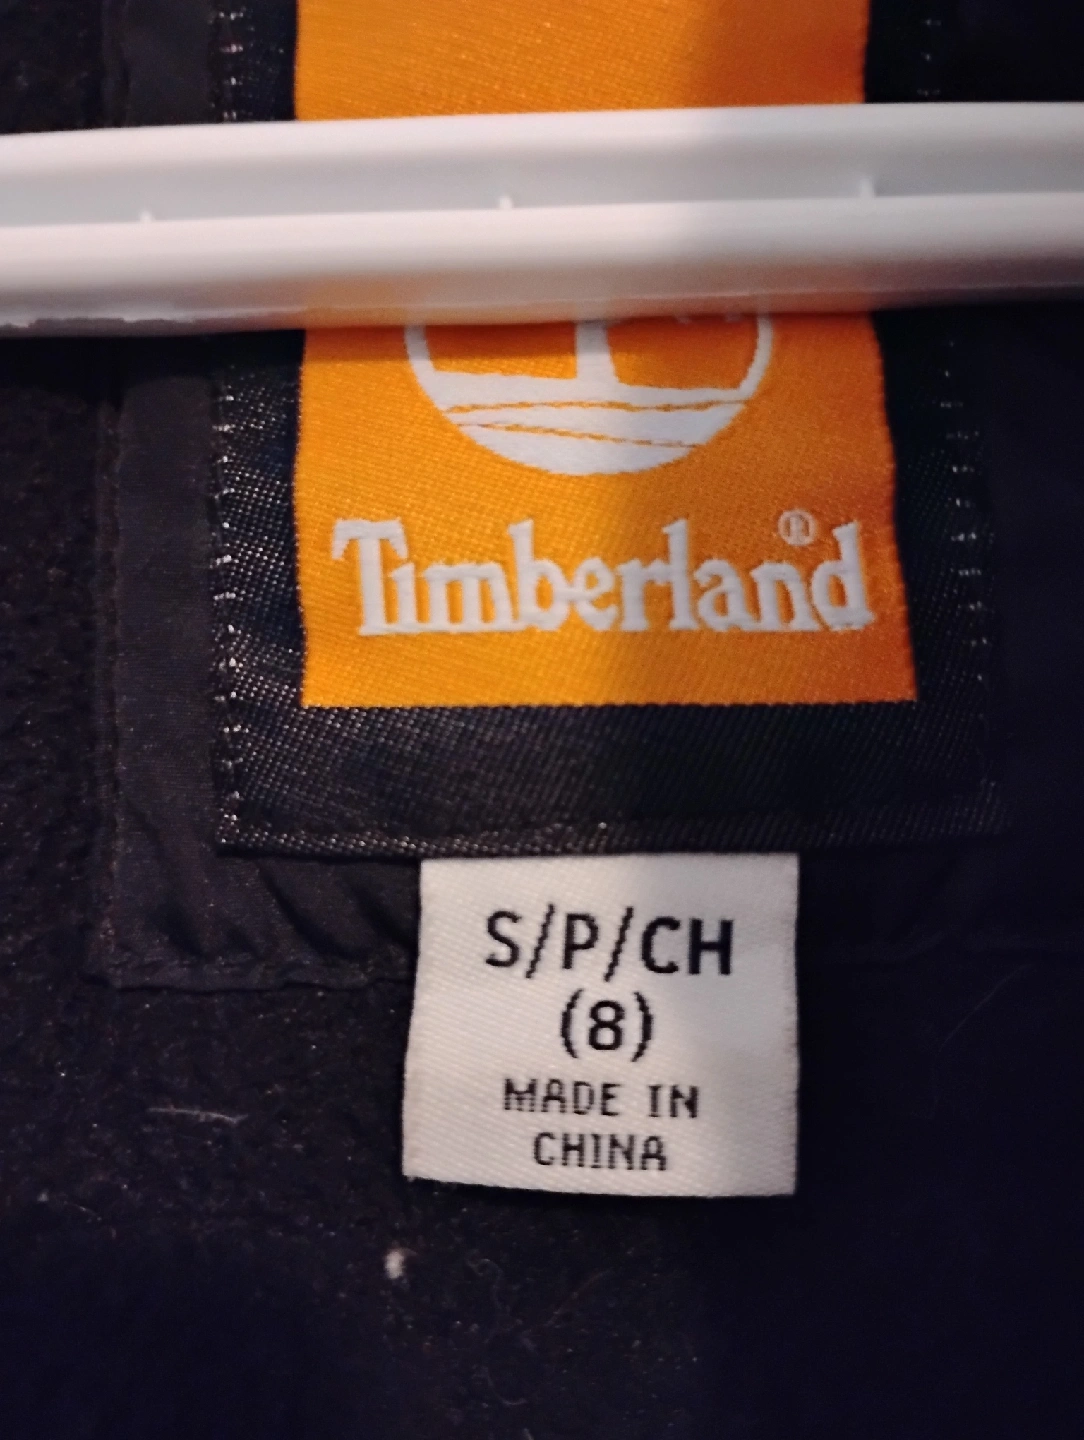 Timberland®
S/P/CH
(8)
MADE IN
CHINA